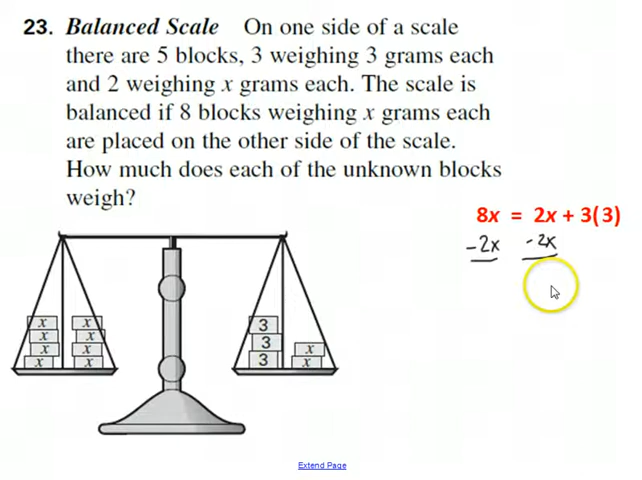 23. Balanced Scale On one side of a scale
there are 5 blocks, 3 weighing 3 grams each
and 2 weighing x grams each. The scale is
balanced if 8 blocks weighing x grams each
are placed on the other side of the scale.
How much does each of the unknown blocks
weigh?
8x = 2x + 3(3)
-2x -2x
x x 3
x x 3 x
x x 3 x
x x
Extend Page